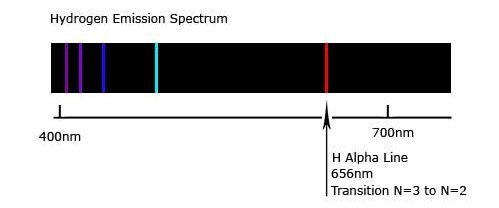 Hydrogen Emission Spectrum
400nm
700nm
H Alpha Line
656nm
Transition N=3 to N=2